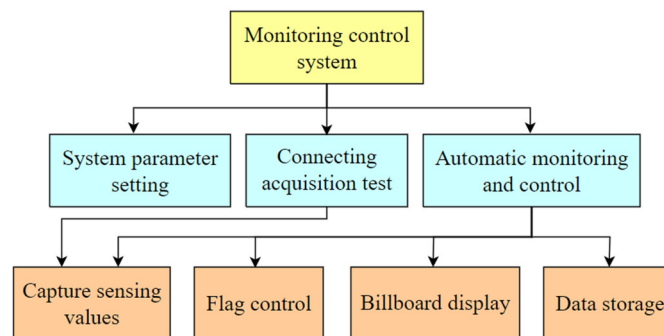 Monitoring control
system
System parameter
setting
Connecting
acquisition test
Automatic monitoring
and control
Capture sensing
values
Flag control
Billboard display
Data storage